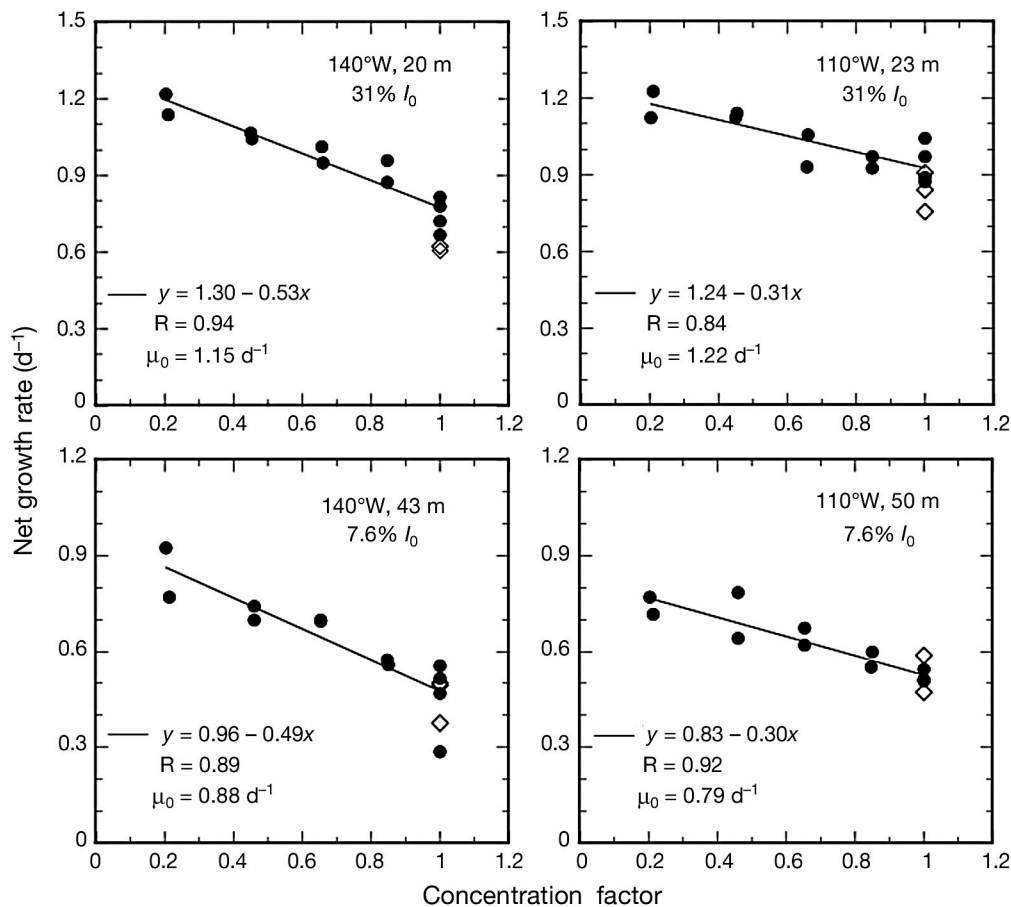 Net growth rate (d⁻¹)
1.5
1.2
0.9
0.6
0.3
0
140°W, 20 m
31% I₀
y = 1.30 – 0.53x
R = 0.94
μ₀ = 1.15 d⁻¹
0 0.2 0.4 0.6 0.8 1 1.2
1.5
1.2
0.9
0.6
0.3
0
110°W, 23 m
31% I₀
y = 1.24 – 0.31x
R = 0.84
μ₀ = 1.22 d⁻¹
0 0.2 0.4 0.6 0.8 1 1.2
1.2
0.9
0.6
0.3
0
140°W, 43 m
7.6% I₀
y = 0.96 – 0.49x
R = 0.89
μ₀ = 0.88 d⁻¹
0 0.2 0.4 0.6 0.8 1 1.2
1.2
0.9
0.6
0.3
0
110°W, 50 m
7.6% I₀
y = 0.83 – 0.30x
R = 0.92
μ₀ = 0.79 d⁻¹
0 0.2 0.4 0.6 0.8 1 1.2
Concentration factor